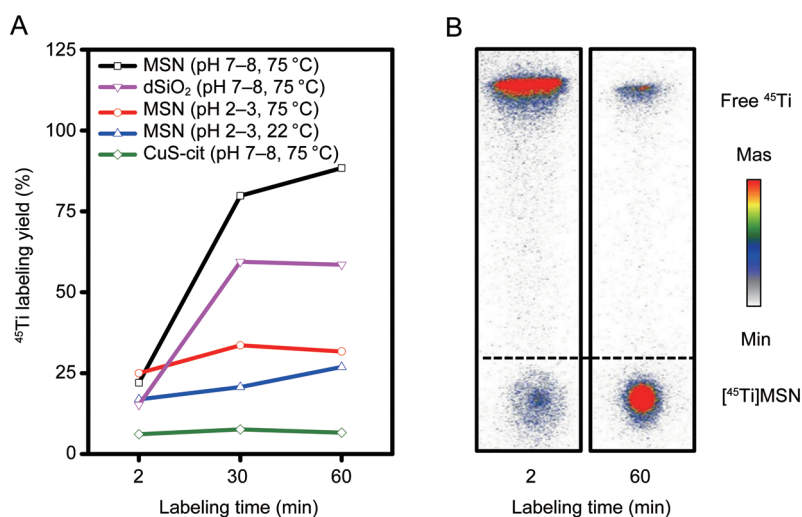 A
125
100
75
50
25
0
⁴⁵Ti labeling yield (%)
MSN (pH 7–8, 75 °C)
dSiO₂ (pH 7–8, 75 °C)
MSN (pH 2–3, 75 °C)
MSN (pH 2–3, 22 °C)
CuS-cit (pH 7–8, 75 °C)
2 30 60
Labeling time (min)
B
Free ⁴⁵Ti
Mas
Min
[⁴⁵Ti]MSN
2 60
Labeling time (min)